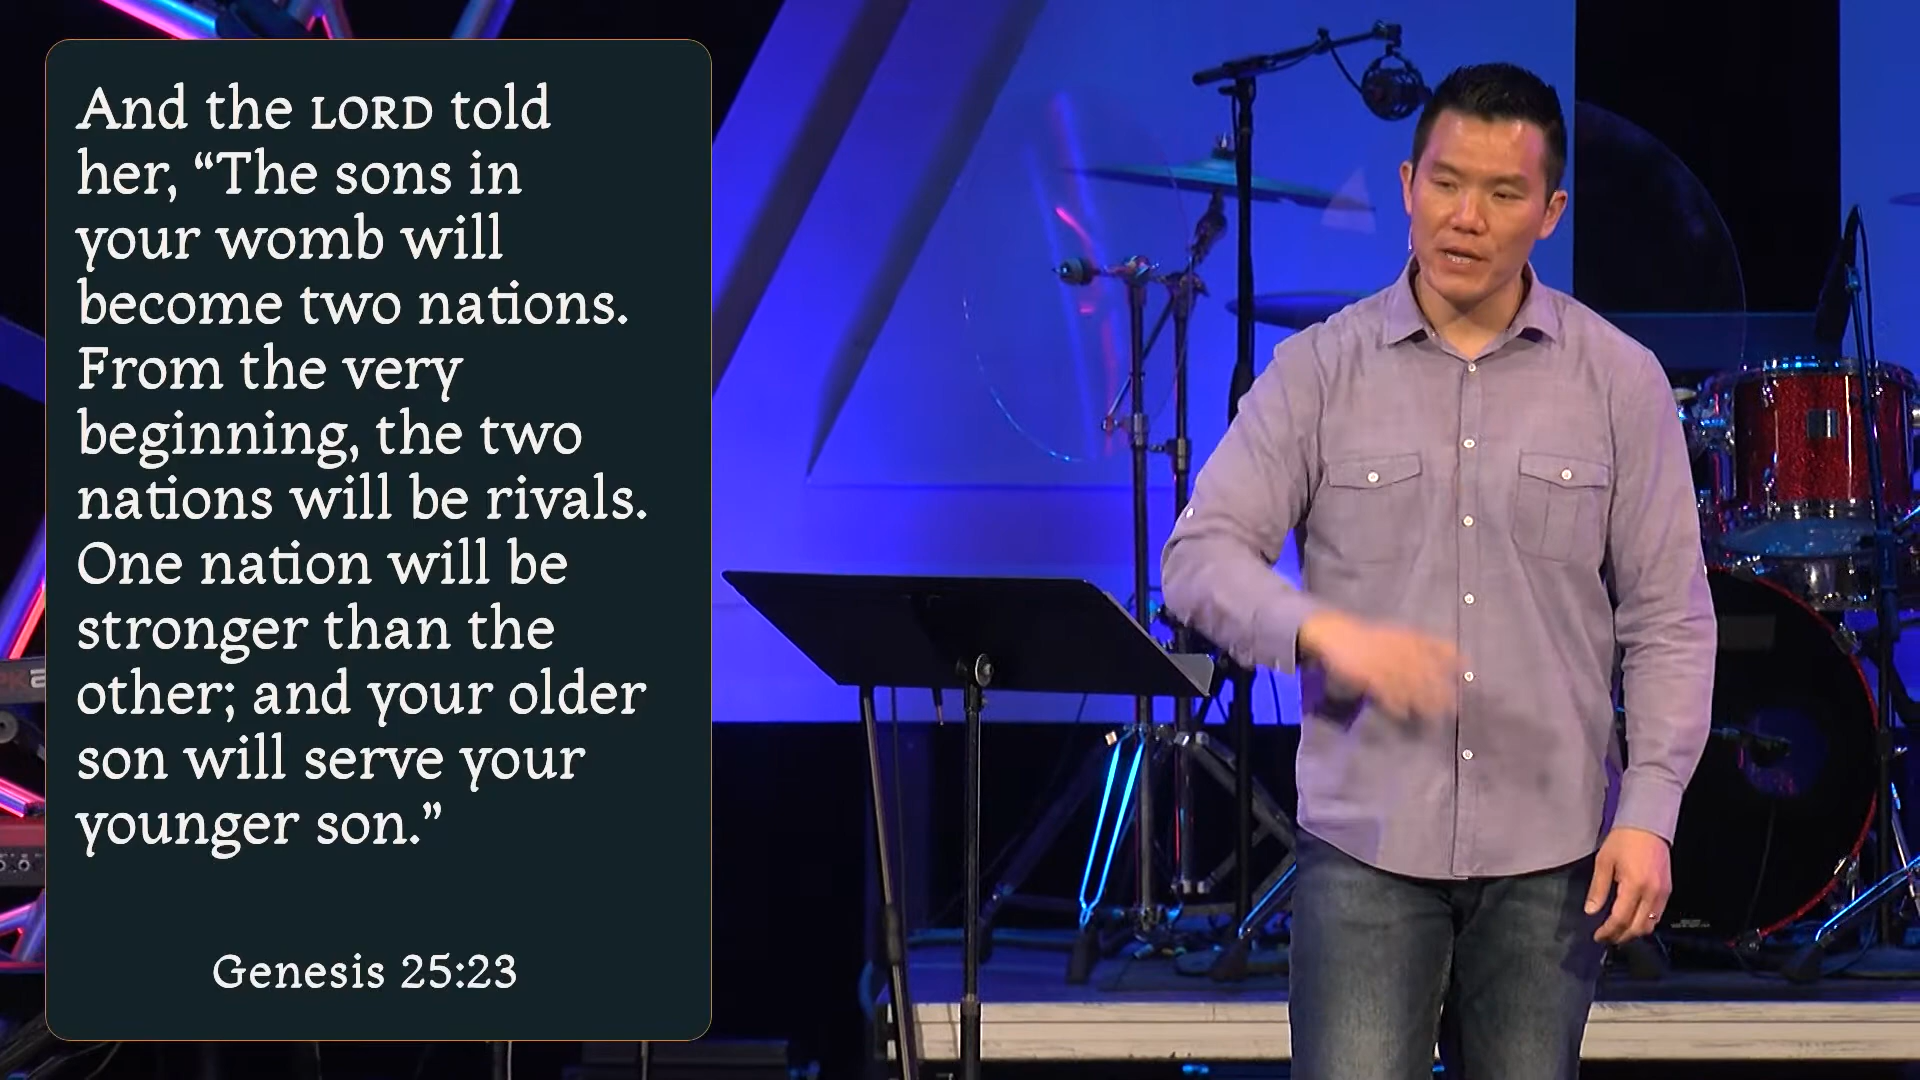 And the LORD told
her, “The sons in
your womb will
become two nations.
From the very
beginning, the two
nations will be rivals.
One nation will be
stronger than the
other; and your older
son will serve your
younger son.”
Genesis 25:23